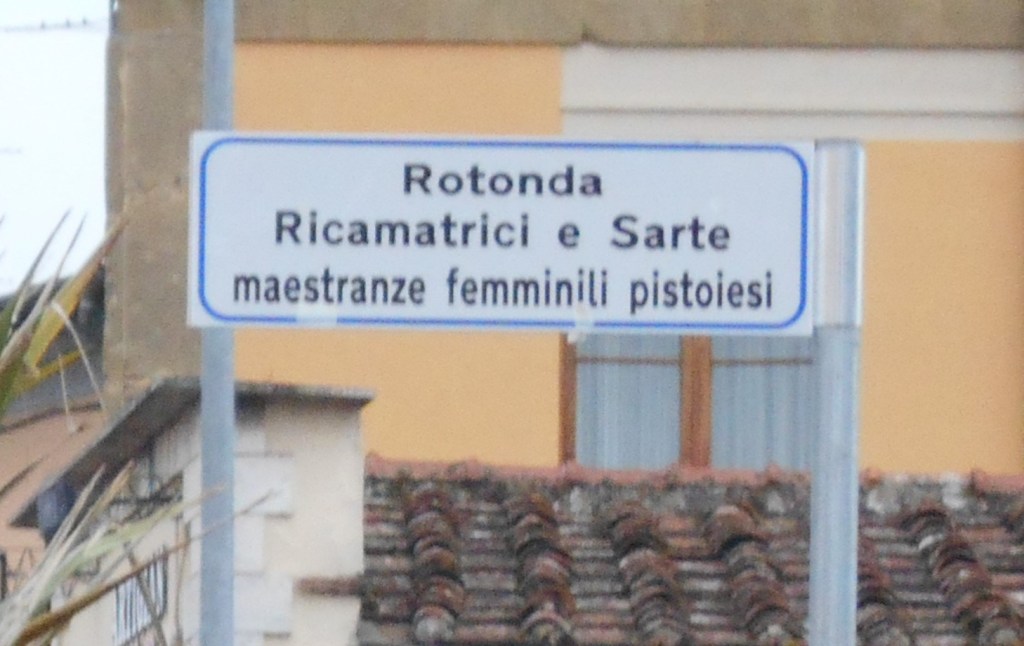 Rotonda
Ricamatrici e Sarte
maestranze femminili pistoiesi